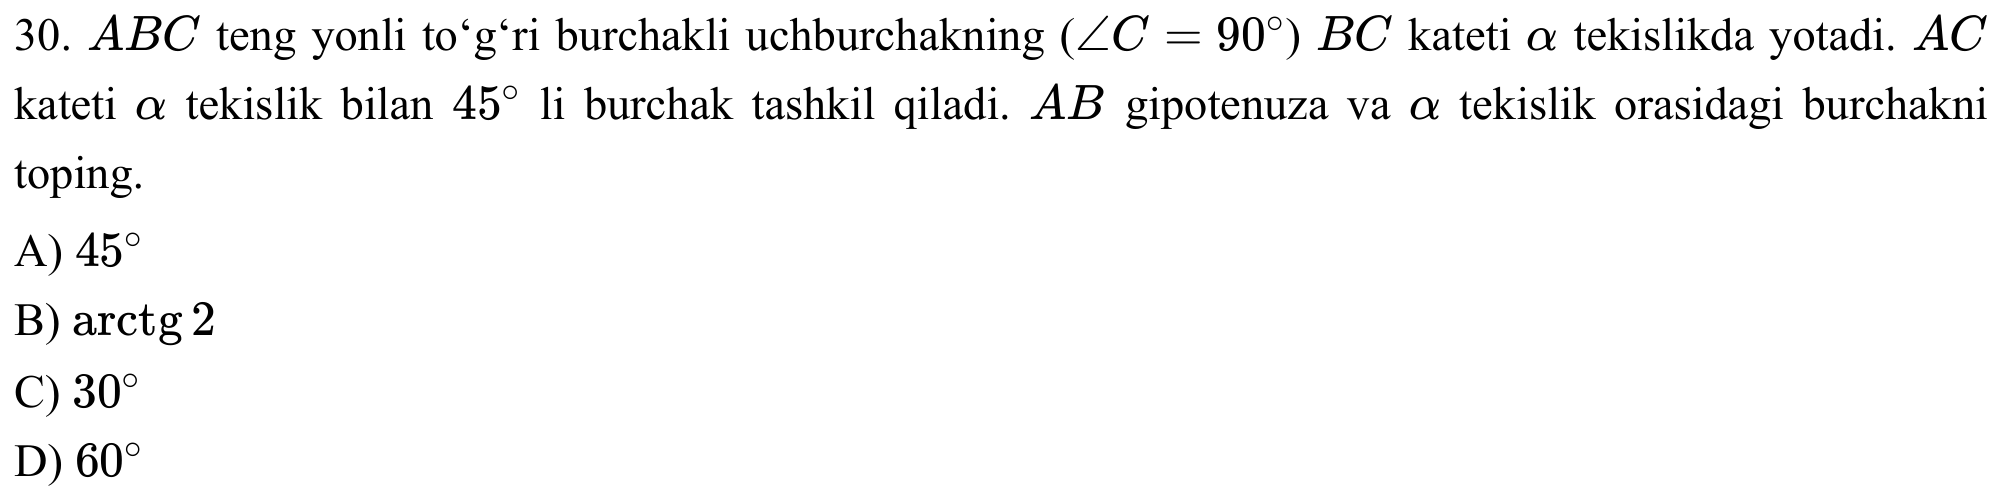 30. ABC teng yonli to‘g‘ri burchakli uchburchakning (∠C = 90°) BC kateti α tekislikda yotadi. AC
kateti α tekislik bilan 45° li burchak tashkil qiladi. AB gipotenuza va α tekislik orasidagi burchakni
toping.
A) 45°
B) arctg 2
C) 30°
D) 60°